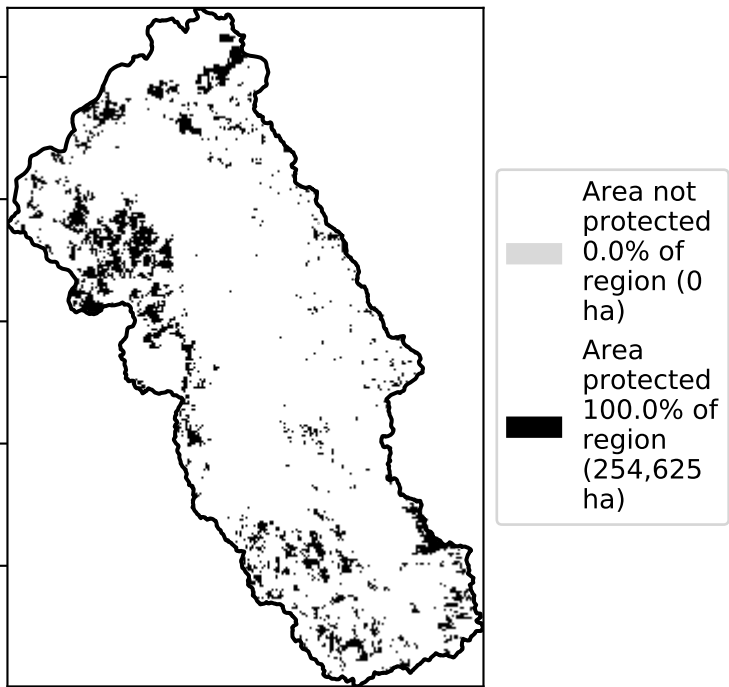 Area not
protected
0.0% of
region (0
ha)
Area
protected
100.0% of
region
(254,625
ha)